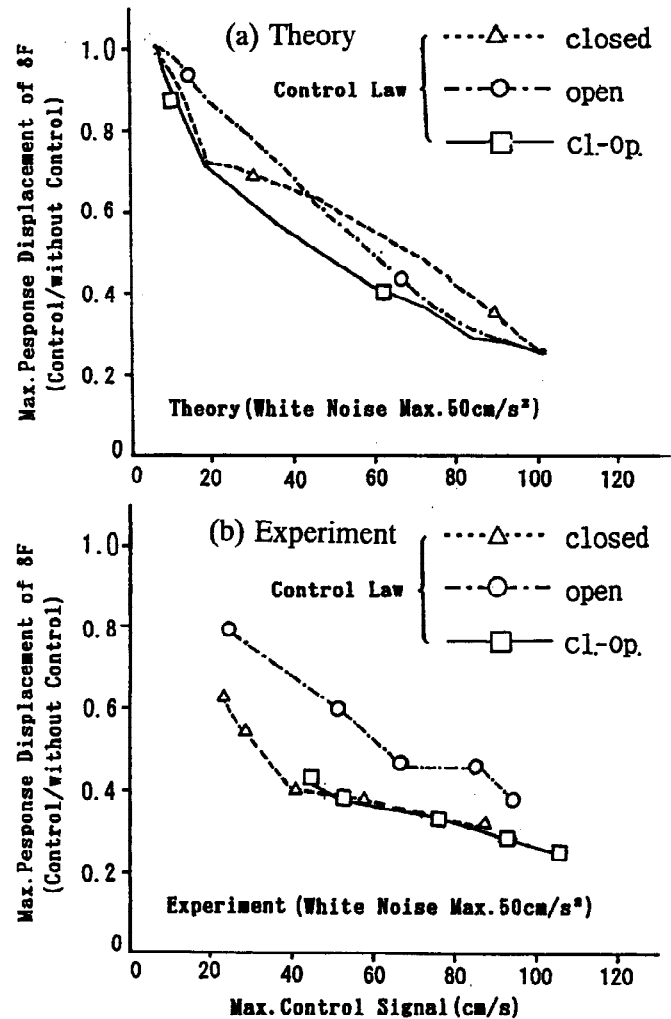 (a) Theory
closed
Control Law
open
Cl.-Op.
Max.Pesponse Displacement of 8F
(Control/without Control)
1.0
0.8
0.6
0.4
0.2
0
Theory(White Noise Max.50cm/s²)
0 20 40 60 80 100 120
(b) Experiment
closed
Control Law
open
Cl.-Op.
Max.Pesponse Displacement of 8F
(Control/without Control)
1.0
0.8
0.6
0.4
0.2
0
Experiment(White Noise Max.50cm/s²)
0 20 40 60 80 100 120
Max.Control Signal(cm/s)